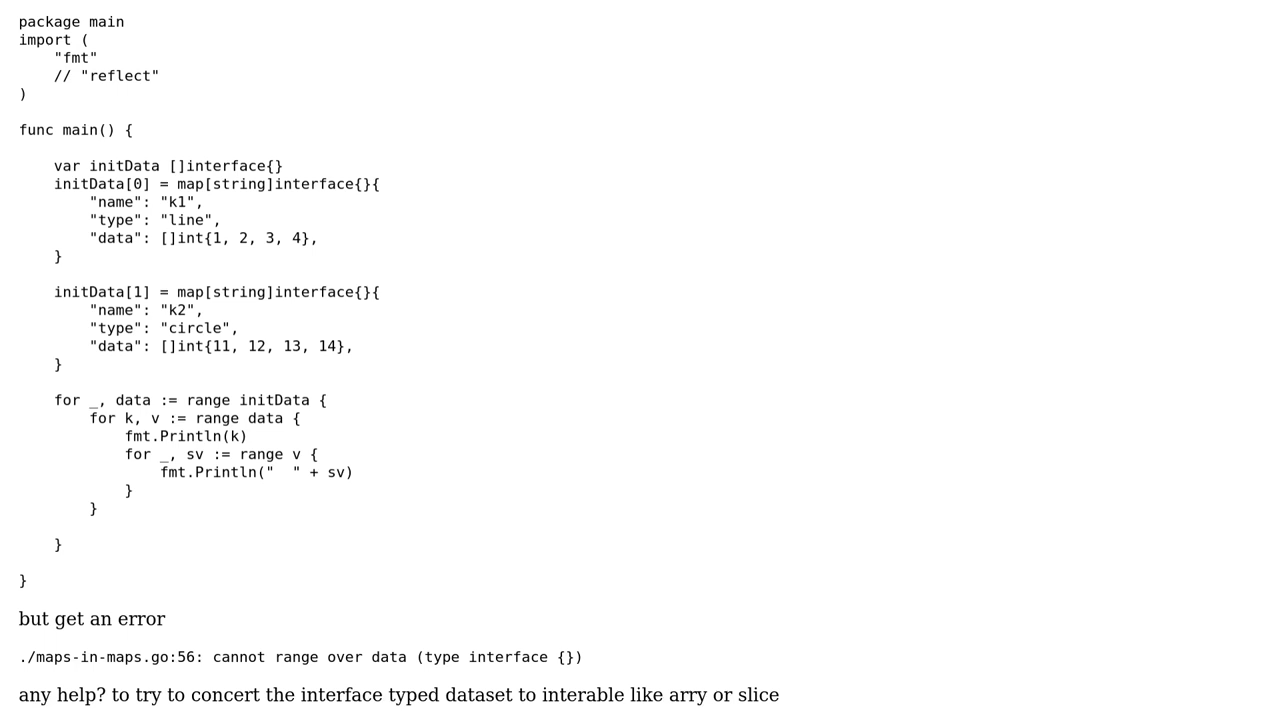 package main
import (
    "fmt"
    // "reflect"
)

func main() {

    var initData []interface{}
    initData[0] = map[string]interface{}{
        "name": "k1",
        "type": "line",
        "data": []int{1, 2, 3, 4},
    }

    initData[1] = map[string]interface{}{
        "name": "k2",
        "type": "circle",
        "data": []int{11, 12, 13, 14},
    }

    for _, data := range initData {
        for k, v := range data {
            fmt.Println(k)
            for _, sv := range v {
                fmt.Println("  " + sv)
            }
        }

    }

}
but get an error
./maps-in-maps.go:56: cannot range over data (type interface {})
any help? to try to concert the interface typed dataset to interable like arry or slice